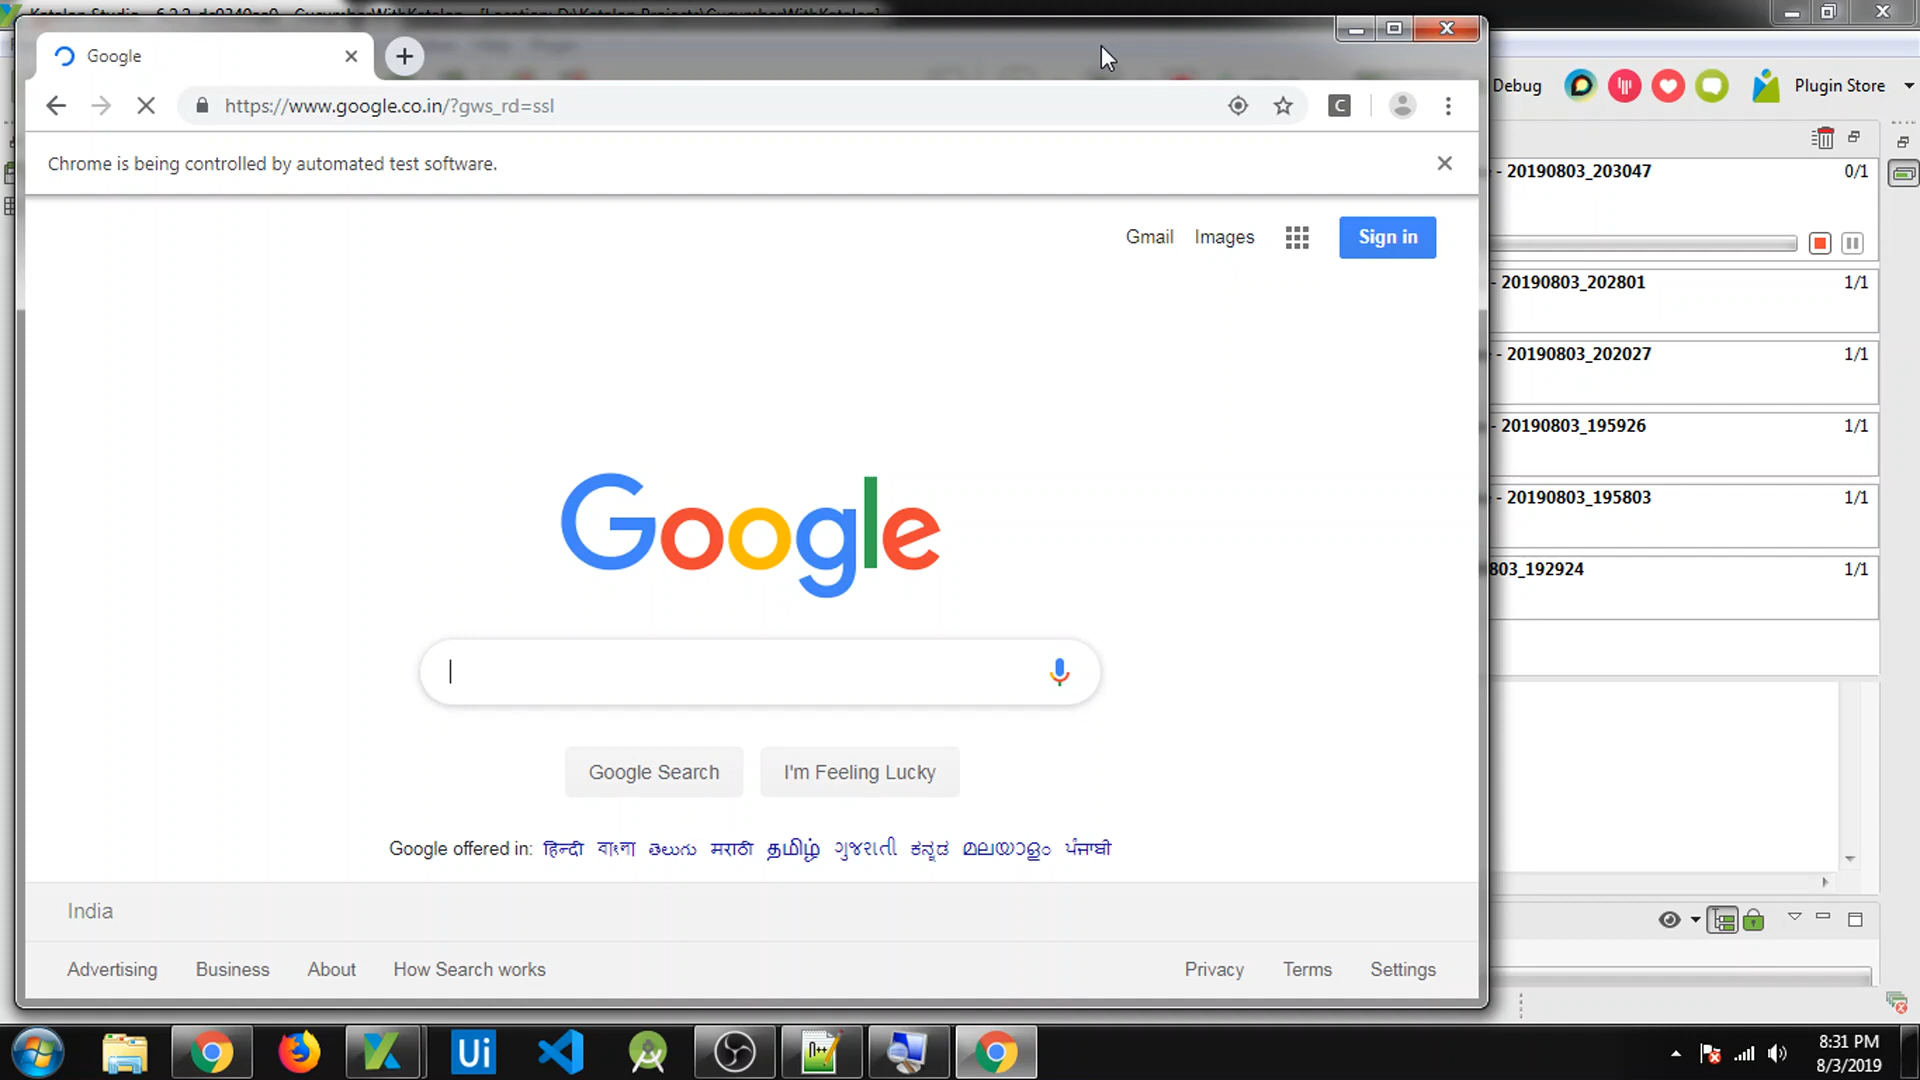 Google
https://www.google.co.in/?gws_rd=ssl
C
Chrome is being controlled by automated test software.
Gmail Images Sign in
Google
Google Search I'm Feeling Lucky
Google offered in: हिन्दी বাংলা తెలుగు मराठी தமிழ் ગુજરાતી ಕನ್ನಡ മലയാളം ਪੰਜਾਬੀ
India
Advertising Business About How Search works Privacy Terms Settings
Debug Plugin Store
- 20190803_203047 0/1
- 20190803_202801 1/1
- 20190803_202027 1/1
- 20190803_195926 1/1
- 20190803_195803 1/1
803_192924 1/1
Ui
N++
8:31 PM
8/3/2019